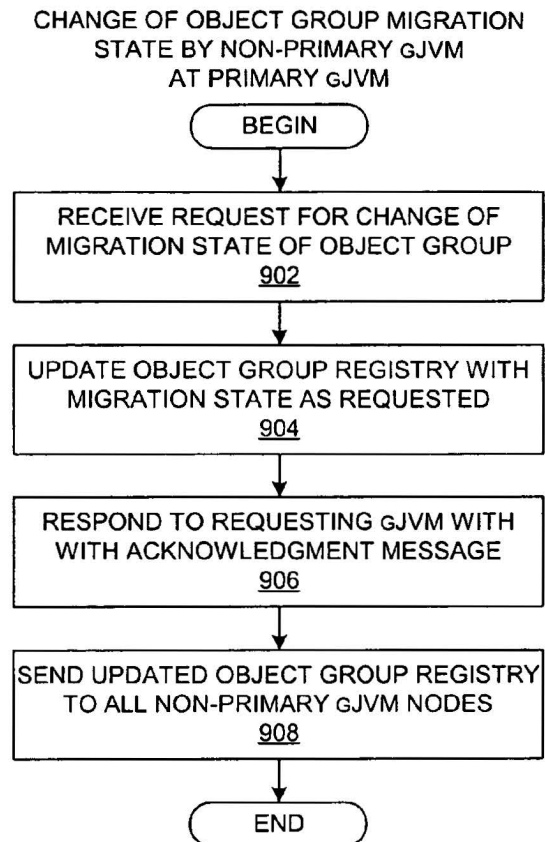 CHANGE OF OBJECT GROUP MIGRATION
STATE BY NON-PRIMARY GJVM
AT PRIMARY GJVM
BEGIN
RECEIVE REQUEST FOR CHANGE OF
MIGRATION STATE OF OBJECT GROUP
902
UPDATE OBJECT GROUP REGISTRY WITH
MIGRATION STATE AS REQUESTED
904
RESPOND TO REQUESTING GJVM WITH
WITH ACKNOWLEDGMENT MESSAGE
906
SEND UPDATED OBJECT GROUP REGISTRY
TO ALL NON-PRIMARY GJVM NODES
908
END